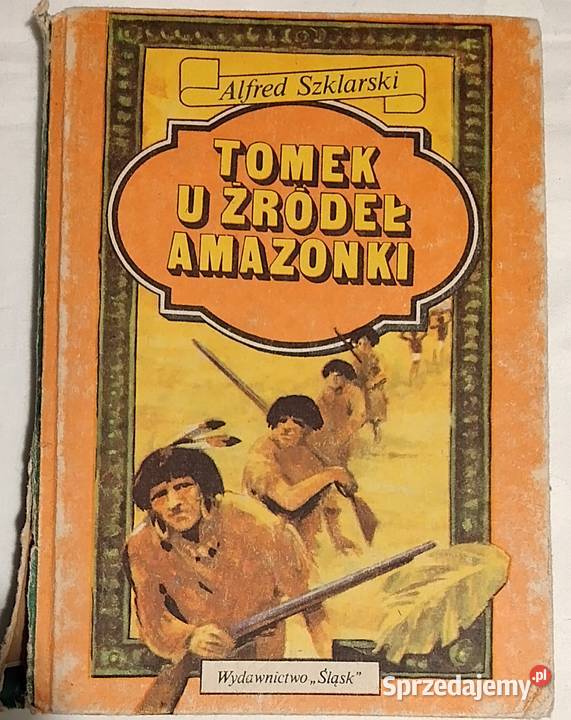 Alfred Szklarski
TOMEK
U ŹRÓDEŁ
AMAZONKI
Wydawnictwo „Śląsk”
Sprzedajemy.pl